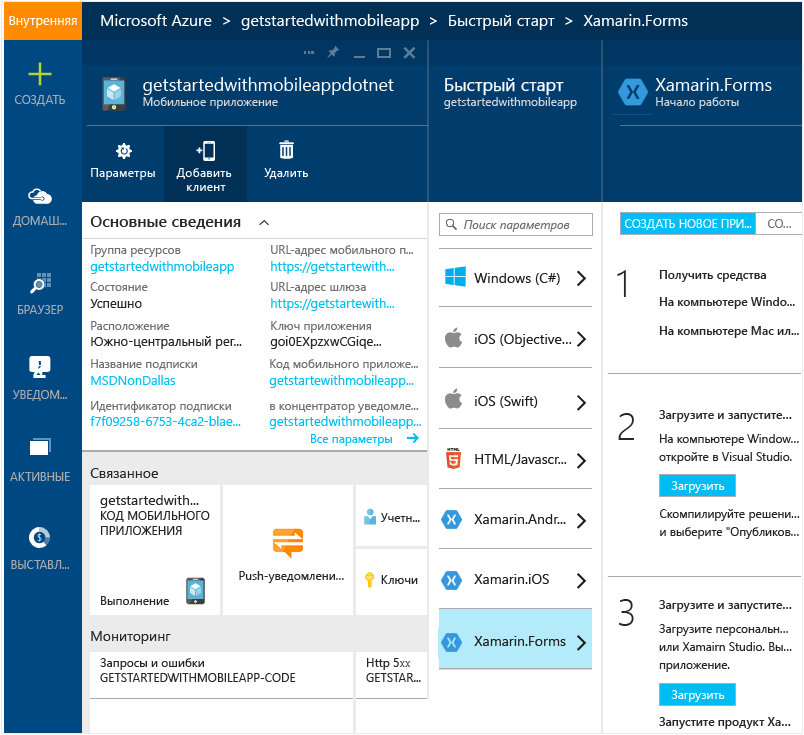 Внутренняя
Microsoft Azure > getstartedwithmobileapp > Быстрый старт > Xamarin.Forms
СОЗДАТЬ
ДОМАШ...
БРАУЗЕР
УВЕДОМ...
АКТИВНЫЕ
ВЫСТАВЛ...
getstartedwithmobileappdotnet
Мобильное приложение
Параметры
Добавить
клиент
Удалить
Основные сведения
Группа ресурсов
getstartedwithmobileapp
Состояние
Успешно
Расположение
Южно-центральный рег...
Название подписки
MSDNonDallas
Идентификатор подписки
f7f09258-6753-4ca2-blae...
URL-адрес мобильного п...
https://getstartewith...
URL-адрес шлюза
https://getstartewith...
Ключ приложения
goi0EXpzxwCGiqe...
Код мобильного приложе...
getstartedwithmobileapp...
в концентратор уведомле...
getstartedwithmobileapp...
Все параметры
Связанное
getstartedwith...
КОД МОБИЛЬНОГО
ПРИЛОЖЕНИЯ
Выполнение
Push-уведомлени...
Учетн...
Ключи
Мониторинг
Запросы и ошибки
GETSTARTEDWITHMOBILEAPP-CODE
Http 5xx
GETSTAR...
Быстрый старт
getstartedwithmobileapp
Поиск параметров
Windows (C#)
iOS (Objective...
iOS (Swift)
HTML/Javascr...
Xamarin.Andr...
Xamarin.iOS
Xamarin.Forms
Xamarin.Forms
Начало работы
СОЗДАТЬ НОВОЕ ПРИ...
СО...
1
Получить средства
На компьютере Windo...
На компьютере Mac ил...
2
Загрузите и запустите...
На компьютере Window...
откройте в Visual Studio.
Загрузить
Скомпилируйте решени...
и выберите "Опубликов...
3
Загрузите и запустите...
Загрузите персональн...
или Xamairn Studio. Вы...
приложение.
Загрузить
Запустите продукт Xa...